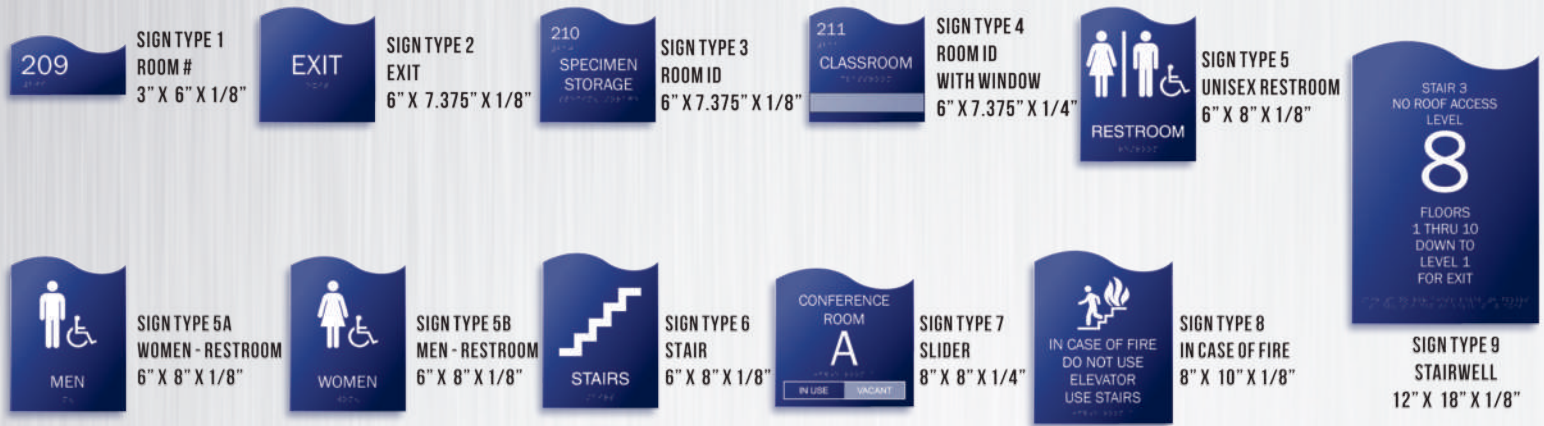 209
SIGN TYPE 1
ROOM #
3" X 6" X 1/8"
EXIT
SIGN TYPE 2
EXIT
6" X 7.375" X 1/8"
210
SPECIMEN
STORAGE
SIGN TYPE 3
ROOM ID
6" X 7.375" X 1/8"
211
CLASSROOM
SIGN TYPE 4
ROOM ID
WITH WINDOW
6" X 7.375" X 1/4"
RESTROOM
SIGN TYPE 5
UNISEX RESTROOM
6" X 8" X 1/8"
STAIR 3
NO ROOF ACCESS
LEVEL
8
FLOORS
1 THRU 10
DOWN TO
LEVEL 1
FOR EXIT
SIGN TYPE 9
STAIRWELL
12" X 18" X 1/8"
MEN
SIGN TYPE 5A
WOMEN - RESTROOM
6" X 8" X 1/8"
WOMEN
SIGN TYPE 5B
MEN - RESTROOM
6" X 8" X 1/8"
STAIRS
SIGN TYPE 6
STAIR
6" X 8" X 1/8"
CONFERENCE
ROOM
A
IN USE VACANT
SIGN TYPE 7
SLIDER
8" X 8" X 1/4"
IN CASE OF FIRE
DO NOT USE
ELEVATOR
USE STAIRS
SIGN TYPE 8
IN CASE OF FIRE
8" X 10" X 1/8"